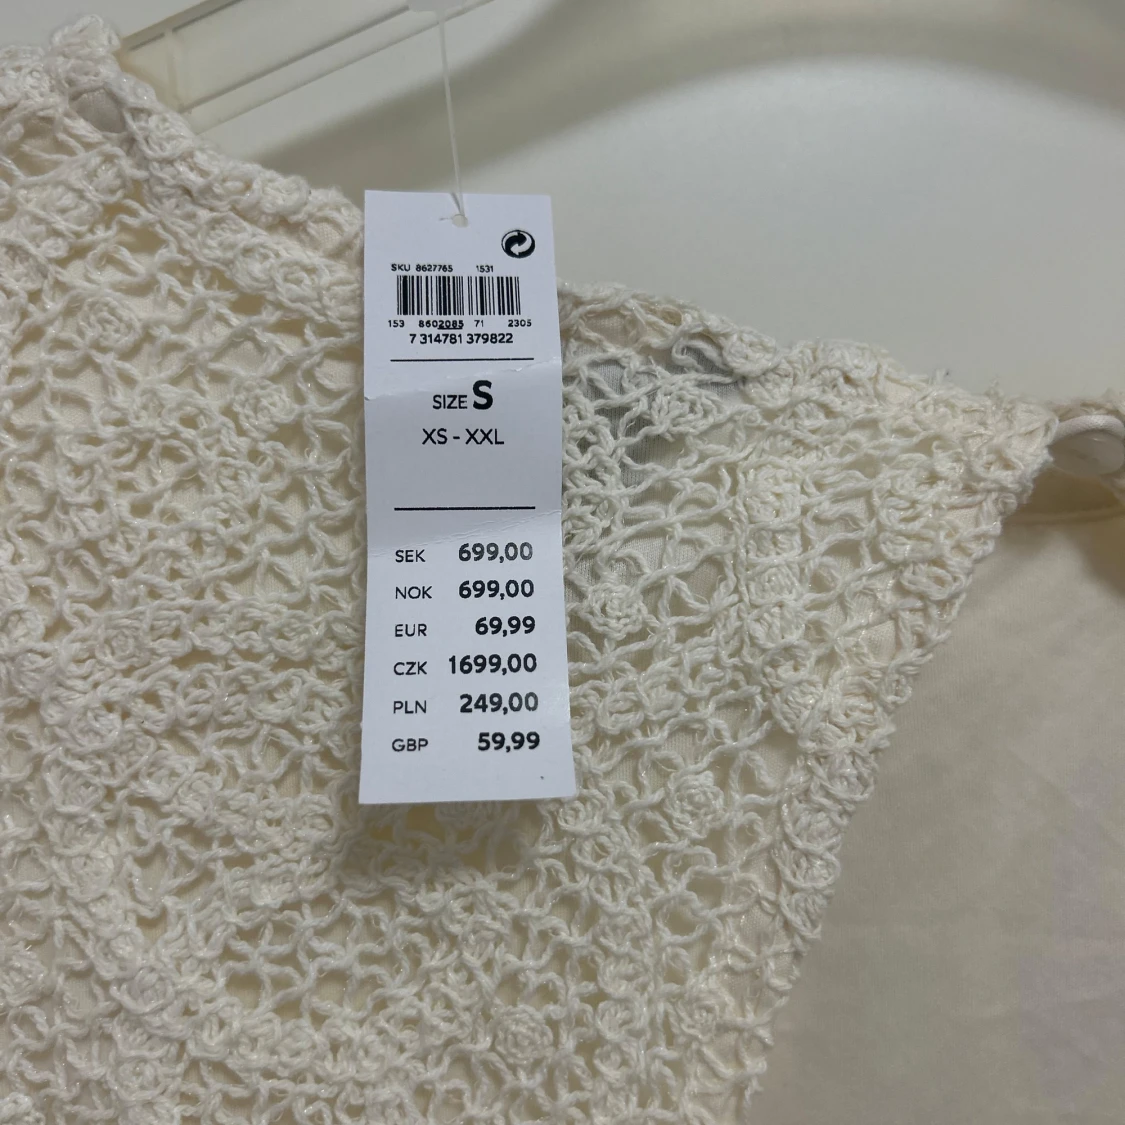 SKU 8627765 1531
153 8602085 71 2305
7 314781 379822
SIZE S
XS - XXL
SEK 699,00
NOK 699,00
EUR 69,99
CZK 1699,00
PLN 249,00
GBP 59,99